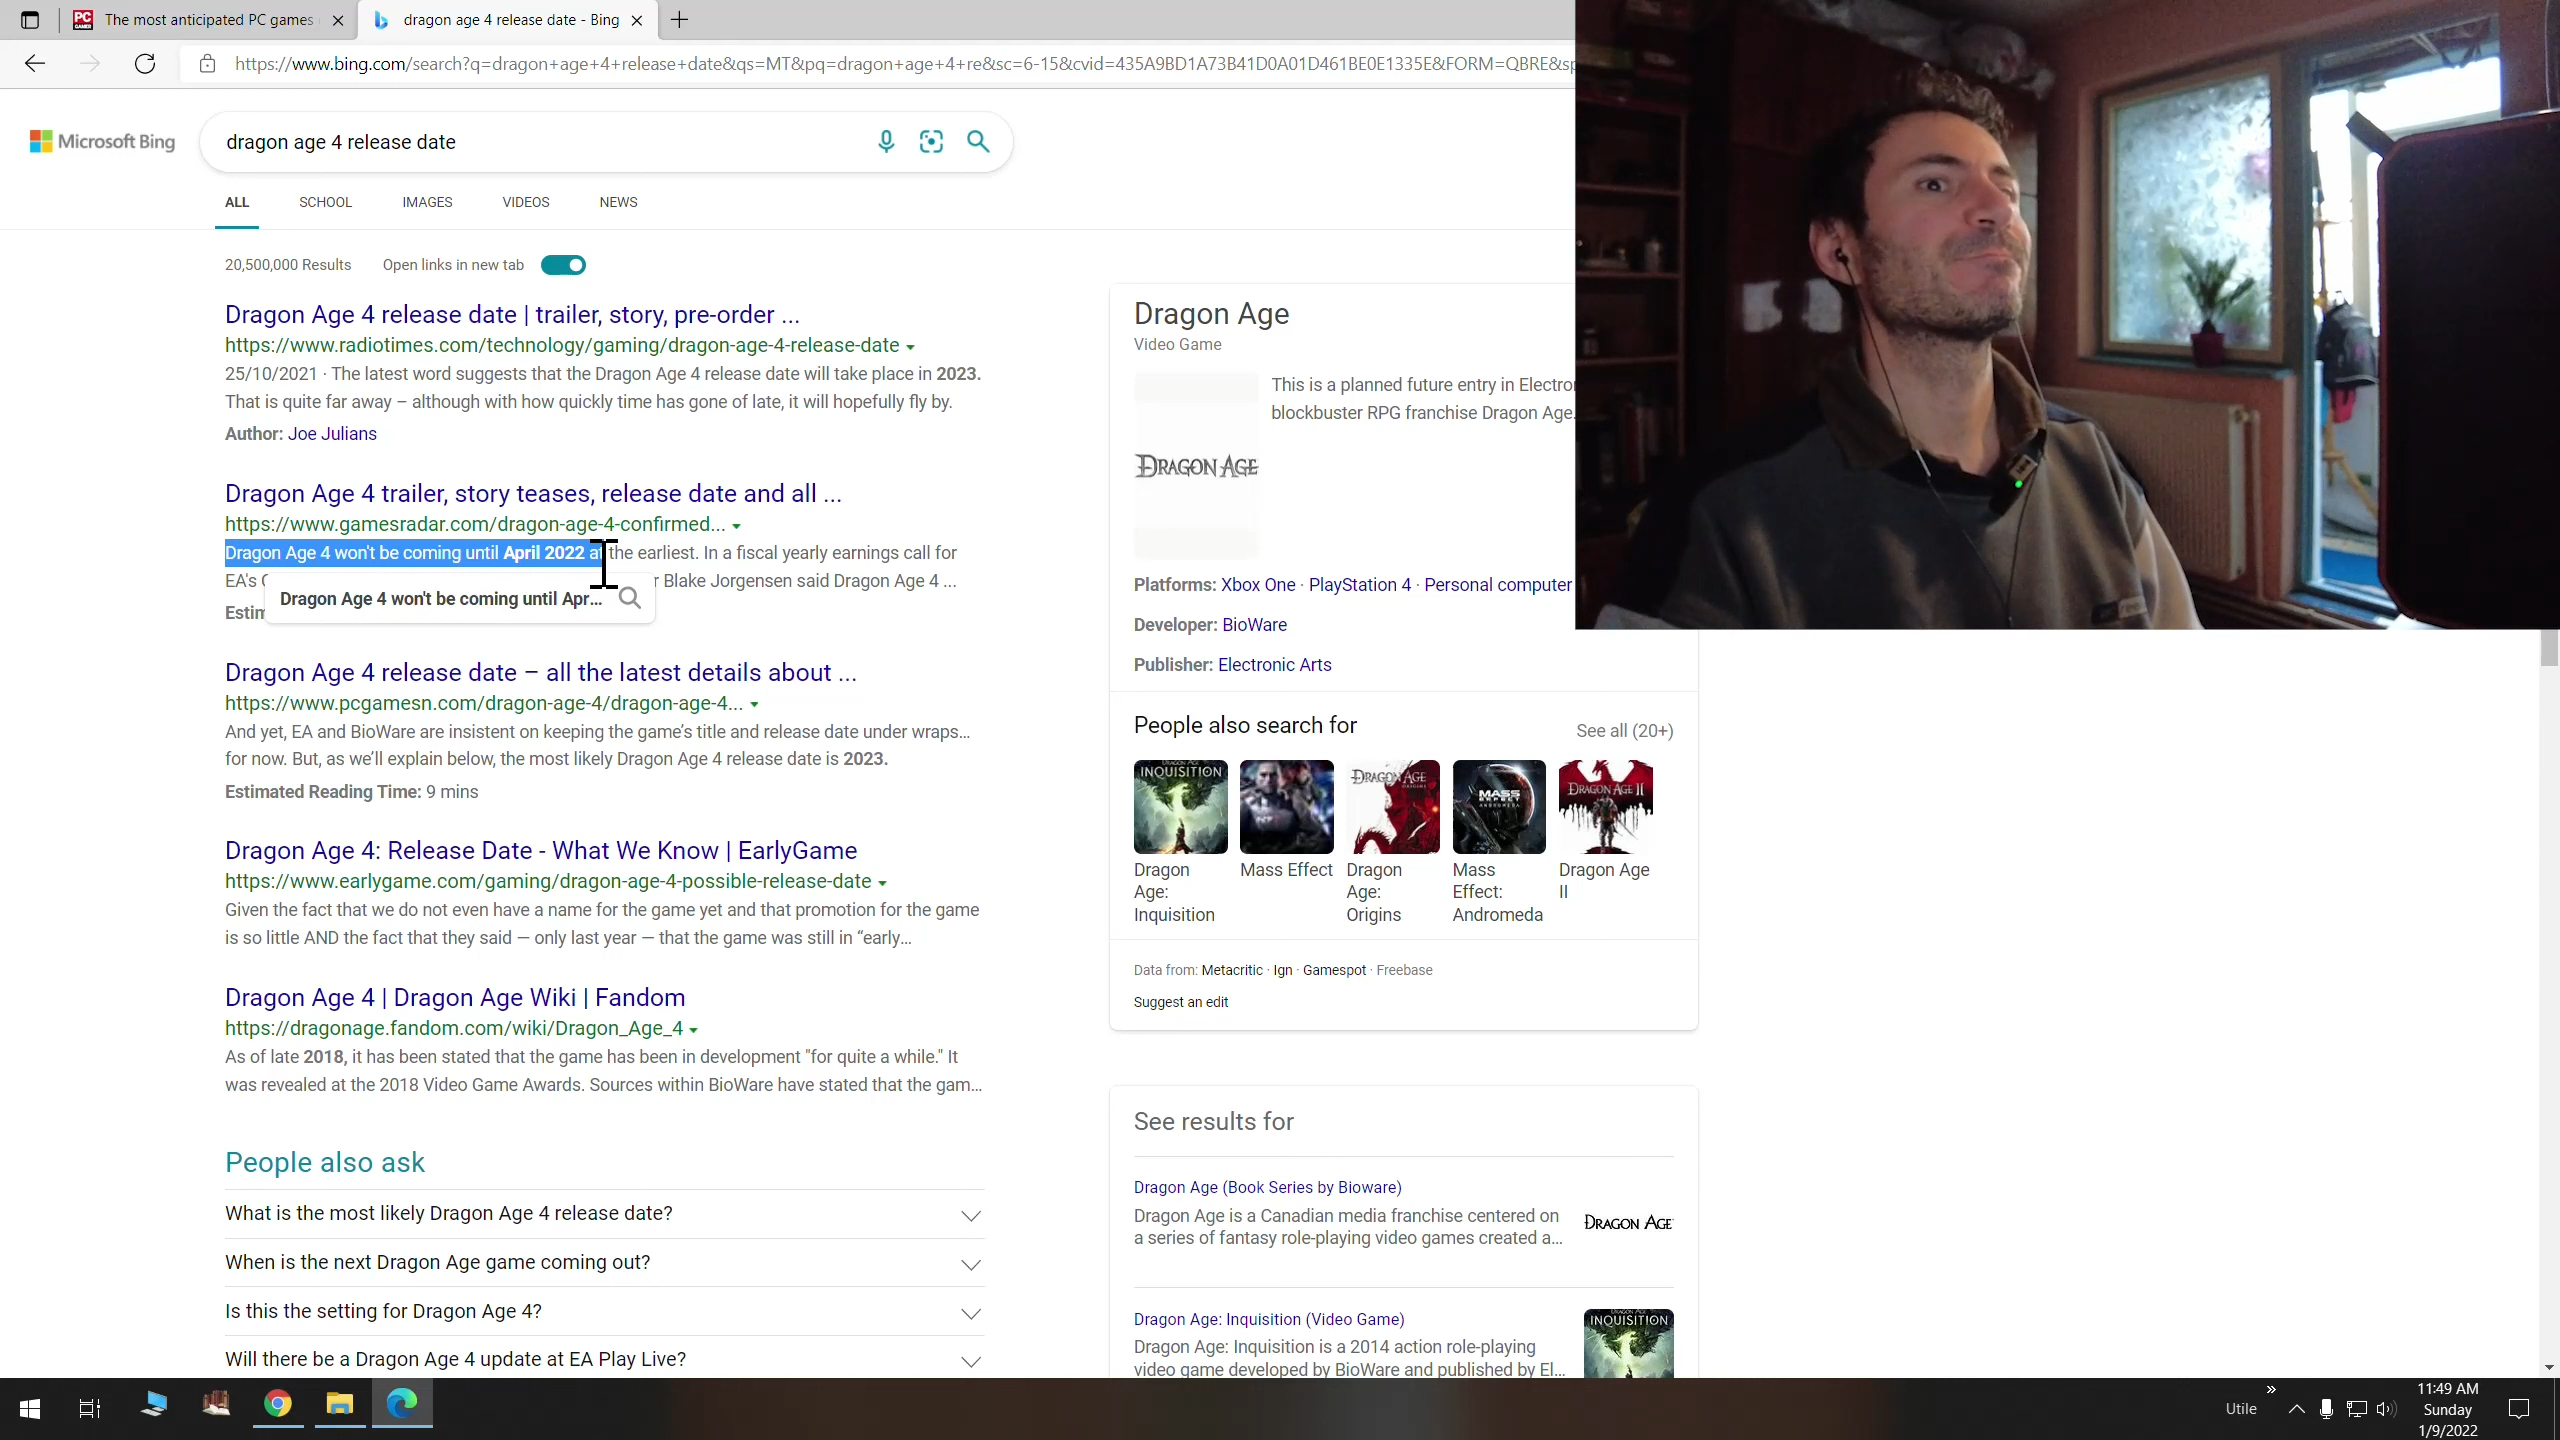 The most anticipated PC games
dragon age 4 release date - Bing
https://www.bing.com/search?q=dragon+age+4+release+date&qs=MT&pq=dragon+age+4+re&sc=6-15&cvid=435A9BD1A73B41D0A01D461BE0E1335E&FORM=QBRE&sp
Microsoft Bing
dragon age 4 release date
ALL SCHOOL IMAGES VIDEOS NEWS
20,500,000 Results Open links in new tab
Dragon Age 4 release date | trailer, story, pre-order ...
https://www.radiotimes.com/technology/gaming/dragon-age-4-release-date
25/10/2021 · The latest word suggests that the Dragon Age 4 release date will take place in 2023.
That is quite far away – although with how quickly time has gone of late, it will hopefully fly by.
Author: Joe Julians
Dragon Age 4 trailer, story teases, release date and all ...
https://www.gamesradar.com/dragon-age-4-confirmed...
Dragon Age 4 won't be coming until April 2022 at the earliest. In a fiscal yearly earnings call for
EA's Blake Jorgensen said Dragon Age 4 ...
Dragon Age 4 won't be coming until Apr...
Dragon Age 4 release date – all the latest details about ...
https://www.pcgamesn.com/dragon-age-4/dragon-age-4...
And yet, EA and BioWare are insistent on keeping the game's title and release date under wraps...
for now. But, as we'll explain below, the most likely Dragon Age 4 release date is 2023.
Estimated Reading Time: 9 mins
Dragon Age 4: Release Date - What We Know | EarlyGame
https://www.earlygame.com/gaming/dragon-age-4-possible-release-date
Given the fact that we do not even have a name for the game yet and that promotion for the game
is so little AND the fact that they said — only last year — that the game was still in “early...
Dragon Age 4 | Dragon Age Wiki | Fandom
https://dragonage.fandom.com/wiki/Dragon_Age_4
As of late 2018, it has been stated that the game has been in development "for quite a while." It
was revealed at the 2018 Video Game Awards. Sources within BioWare have stated that the gam...
People also ask
What is the most likely Dragon Age 4 release date?
When is the next Dragon Age game coming out?
Is this the setting for Dragon Age 4?
Will there be a Dragon Age 4 update at EA Play Live?
Dragon Age
Video Game
DRAGON AGE
This is a planned future entry in Electro
blockbuster RPG franchise Dragon Age.
Platforms: Xbox One · PlayStation 4 · Personal computer
Developer: BioWare
Publisher: Electronic Arts
People also search for See all (20+)
Dragon Age: Inquisition
Mass Effect
Dragon Age: Origins
Mass Effect: Andromeda
Dragon Age II
Data from: Metacritic · Ign · Gamespot · Freebase
Suggest an edit
See results for
Dragon Age (Book Series by Bioware)
Dragon Age is a Canadian media franchise centered on
a series of fantasy role-playing video games created a...
DRAGON AGE
Dragon Age: Inquisition (Video Game)
Dragon Age: Inquisition is a 2014 action role-playing
video game developed by BioWare and published by El...
INQUISITION
Utile
11:49 AM
Sunday
1/9/2022